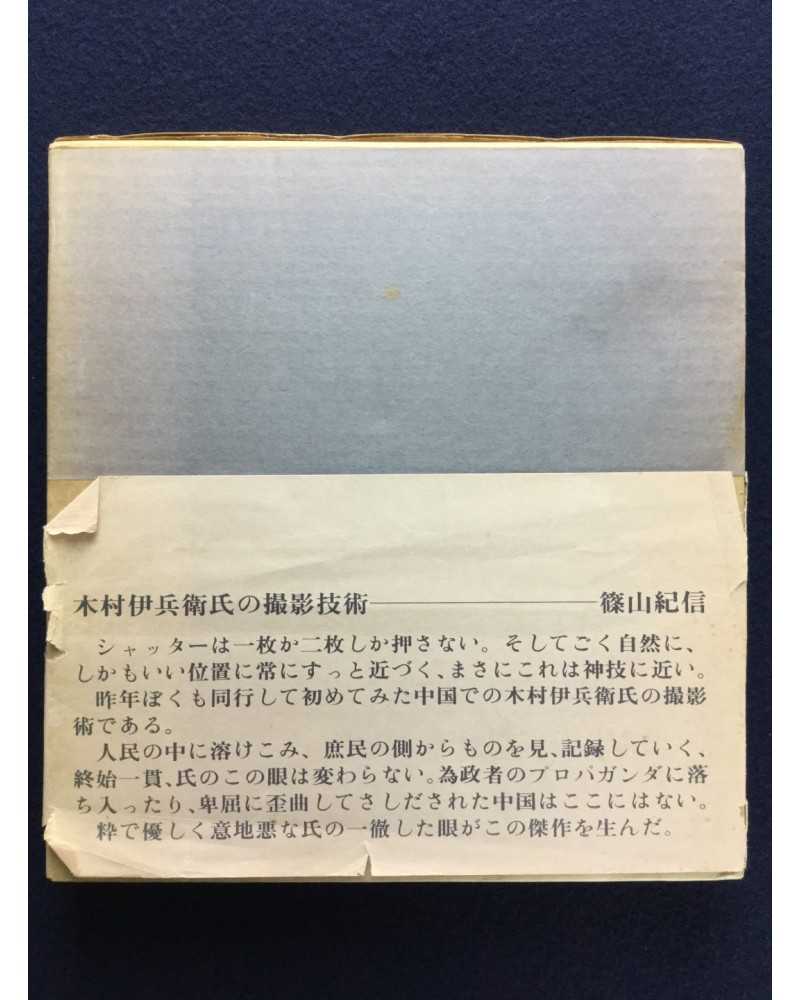 木村伊兵衛氏の撮影技術――――――篠山紀信
シャッターは一枚か二枚しか押さない。そしてごく自然に、
しかもいい位置に常にすっと近づく、まさにこれは神技に近い。
昨年ぼくも同行して初めてみた中国での木村伊兵衛氏の撮影
術である。
人民の中に溶けこみ、庶民の側からものを見、記録していく、
終始一貫、氏のこの眼は変わらない。為政者のプロパガンダに落
ち入ったり、卑屈に歪曲してさしだされた中国はここにはない。
粋で優しく意地悪な氏の一徹した眼がこの傑作を生んだ。